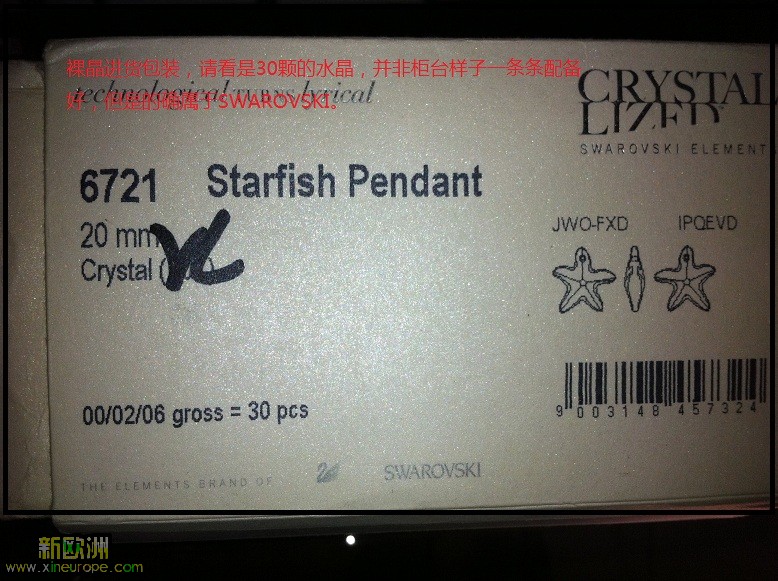 裸晶进货包装，请看是30颗的水晶，并非柜台样子一条条配备
好，但是的确属于SWAROVSKI。
technological lyrical
CRYSTAL
LIZED
SWAROVSKI ELEMENT
6721 Starfish Pendant
20 mm
Crystal (
JWO-FXD IPQEVD
00/02/06 gross = 30 pcs
9 003148 457324
THE ELEMENTS BRAND OF SWAROVSKI
新欧洲
www.xineurope.com